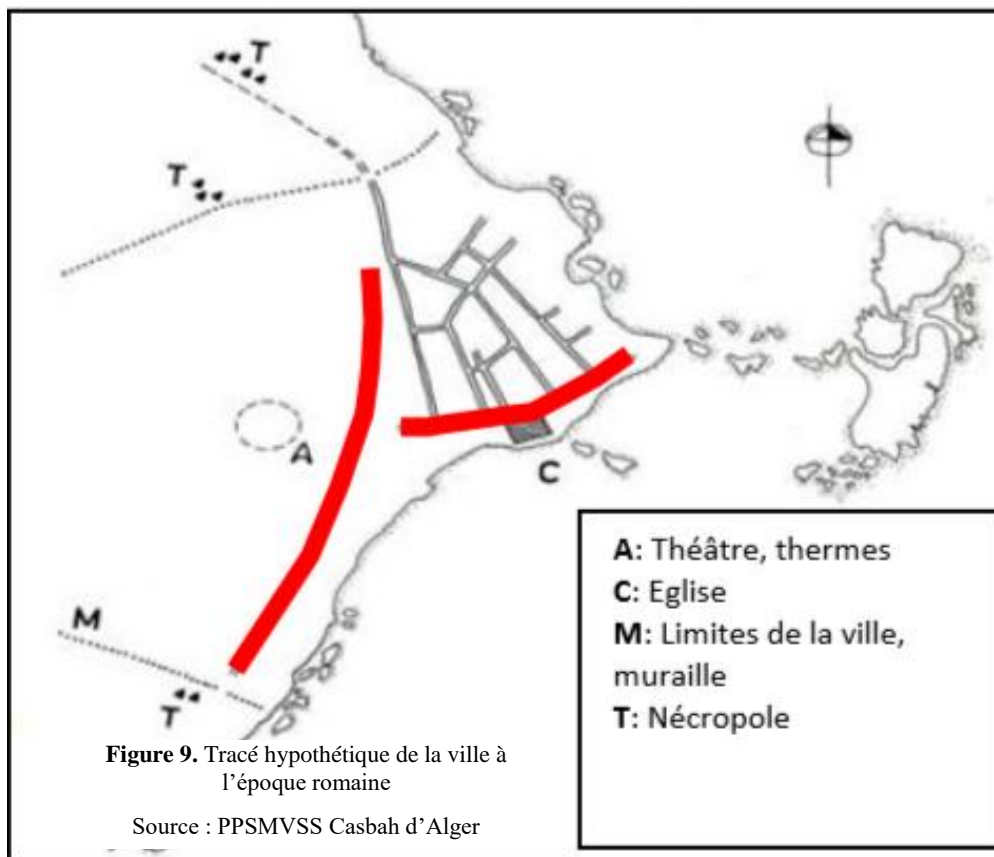 T
T
A
C
M
T
A: Théâtre, thermes
C: Eglise
M: Limites de la ville,
muraille
T: Nécropole
Figure 9. Tracé hypothétique de la ville à
l’époque romaine
Source : PPSMVSS Casbah d’Alger